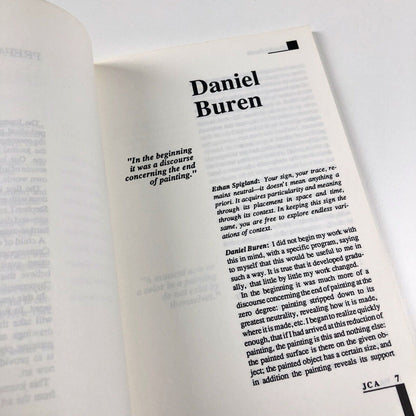 Daniel
Buren
"In the beginning
it was a discourse
concerning the end
of painting."
Ethan Spigland: Your sign, your trace, re-
mains neutral—it doesn't mean anything a
priori. It acquires particularity and meaning
through its placement in space and time,
through its context. In keeping this sign the
same, you are free to explore endless vari-
ations of context.
Daniel Buren: I did not begin my work with
this in mind, with a specific program, saying
to myself that this would be useful to me in
such a way. It is true that it developed gradu-
ally, that little by little my work changed.
In the beginning it was much more of a
discourse concerning the end of painting at the
zero degree: painting stripped down to its
greatest neutrality, revealing how it is made,
where it is made, etc. I began to realize quickly
enough, that if I had arrived at this reduction of
painting, the painting is this and nothing else:
the painted surface is there on the given ob-
ject; the painted object has a certain size, and
in addition the painting reveals its support
JCA 7